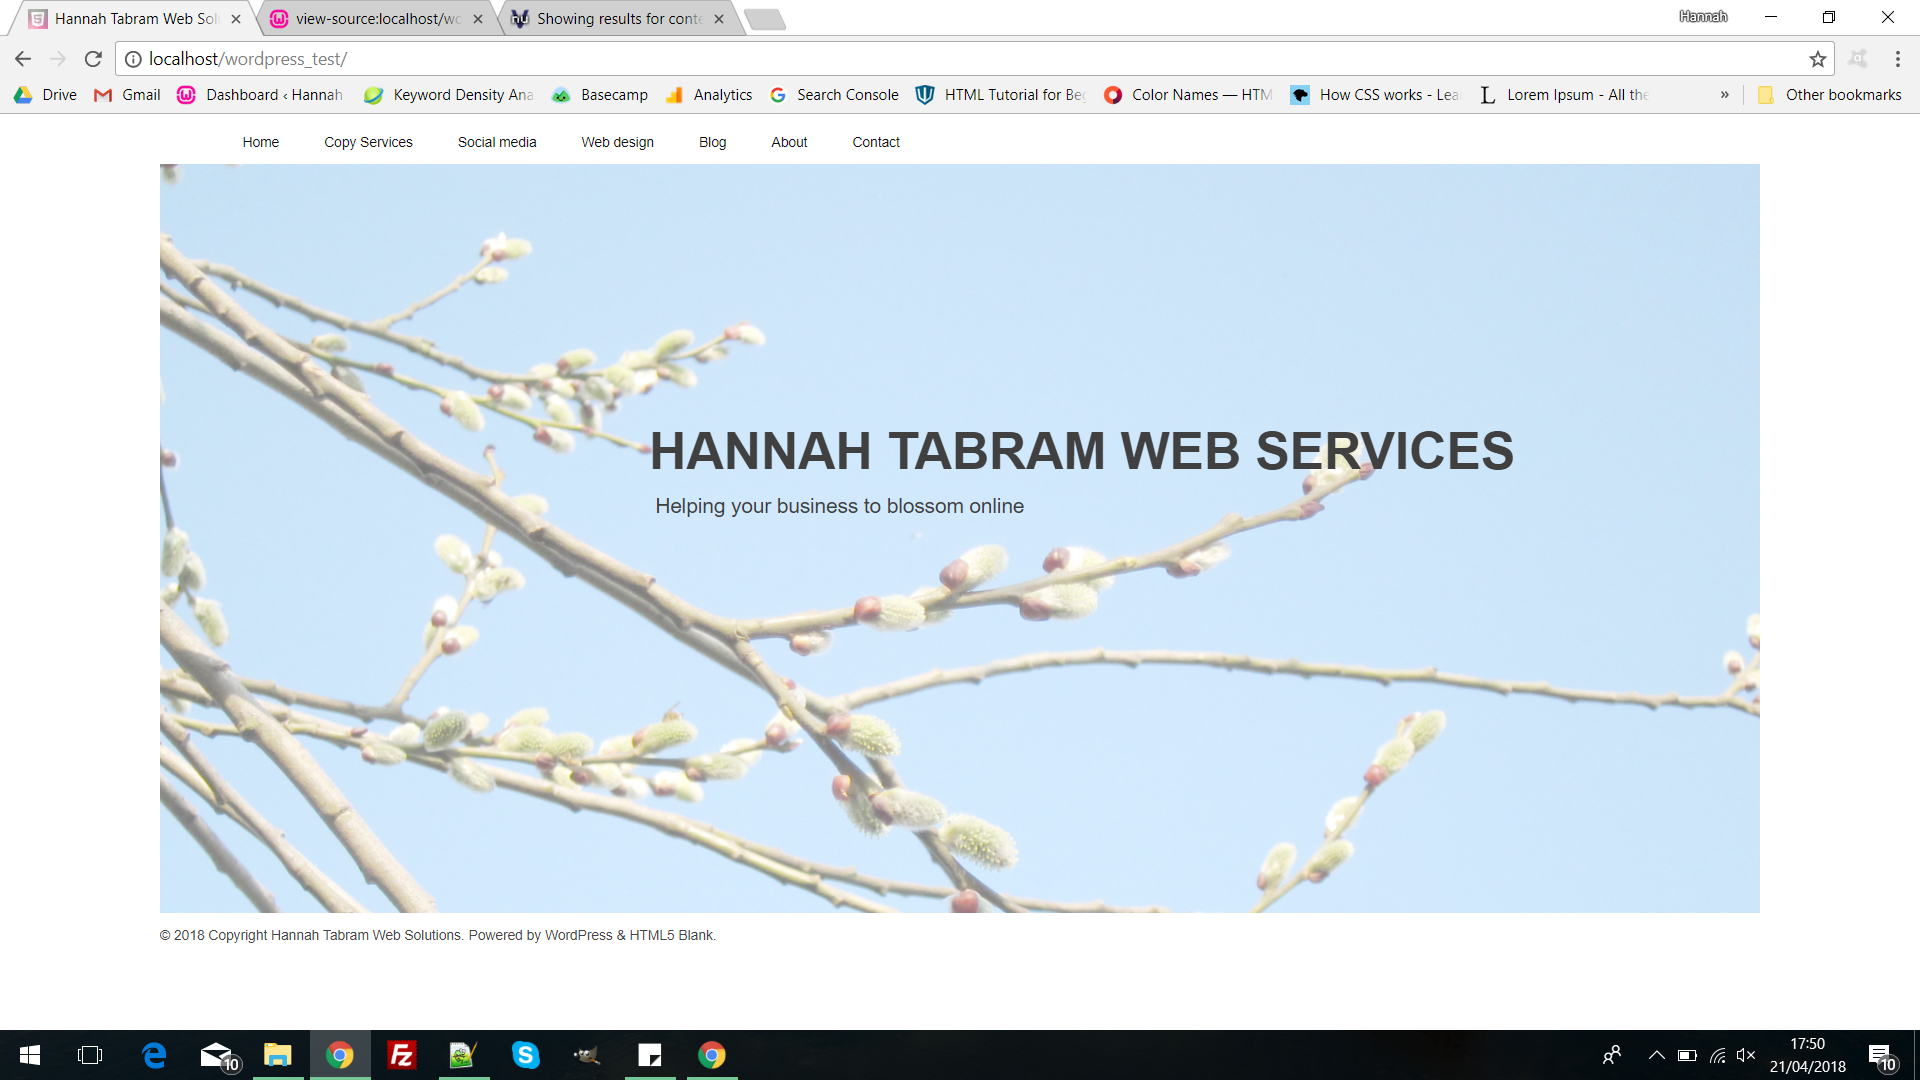 Hannah Tabram Web Sol
view-source:localhost/wo
Showing results for conte
Hannah
localhost/wordpress_test/
Drive
Gmail
Dashboard ‹ Hannah
Keyword Density Ana
Basecamp
Analytics
Search Console
HTML Tutorial for Beg
Color Names — HTM
How CSS works - Lea
Lorem Ipsum - All the
»
Other bookmarks
Home
Copy Services
Social media
Web design
Blog
About
Contact
HANNAH TABRAM WEB SERVICES
Helping your business to blossom online
© 2018 Copyright Hannah Tabram Web Solutions. Powered by WordPress & HTML5 Blank.
10
17:50
21/04/2018
10